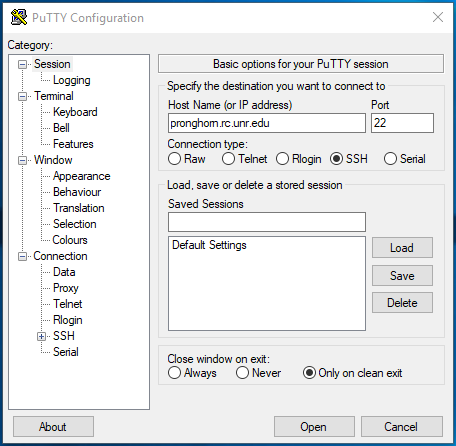 PuTTY Configuration
Category:
Session
Logging
Terminal
Keyboard
Bell
Features
Window
Appearance
Behaviour
Translation
Selection
Colours
Connection
Data
Proxy
Telnet
Rlogin
SSH
Serial
Basic options for your PuTTY session
Specify the destination you want to connect to
Host Name (or IP address) Port
pronghorn.rc.unr.edu 22
Connection type:
Raw Telnet Rlogin SSH Serial
Load, save or delete a stored session
Saved Sessions
Default Settings
Load
Save
Delete
Close window on exit:
Always Never Only on clean exit
About Open Cancel